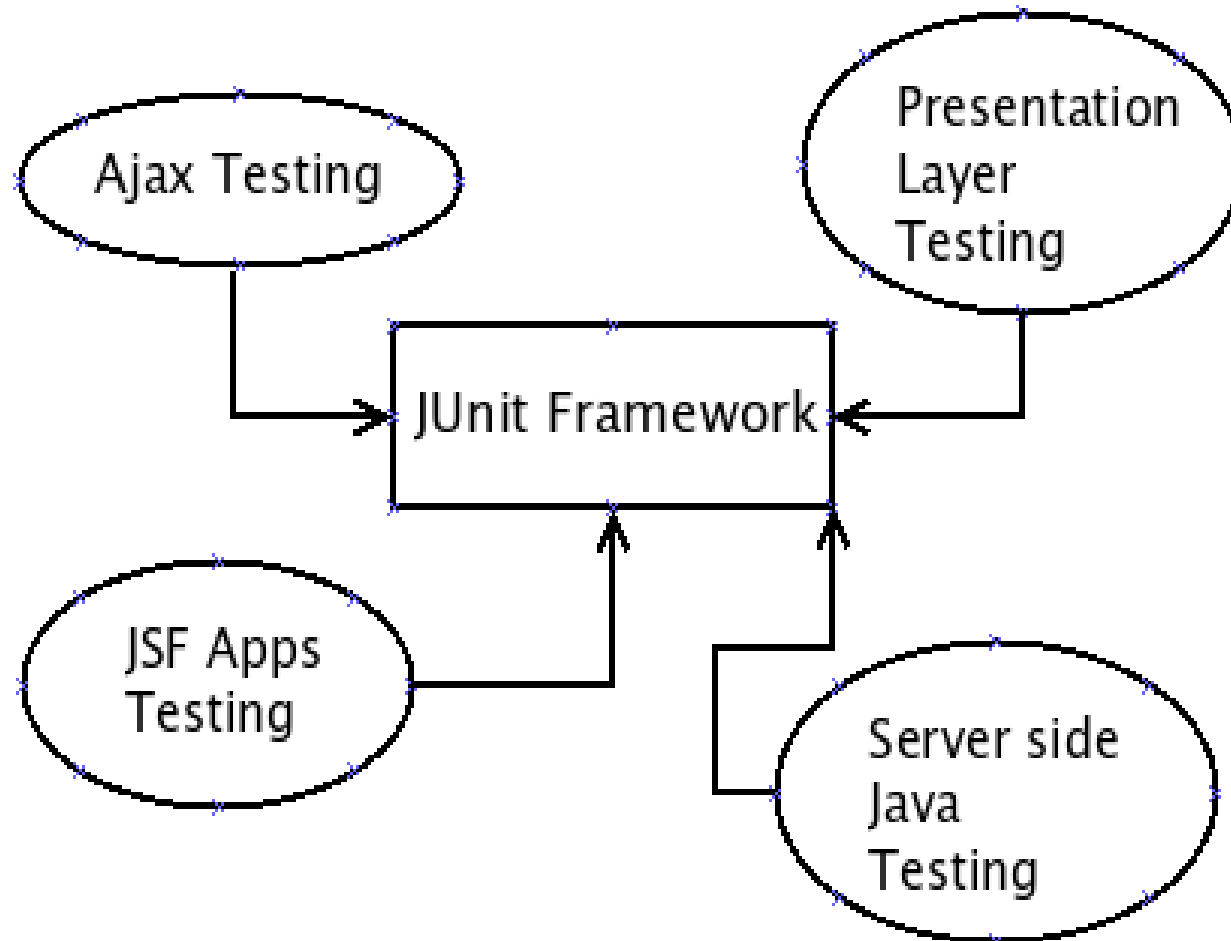 Ajax Testing
Presentation
Layer
Testing
JUnit Framework
JSF Apps
Testing
Server side
Java
Testing